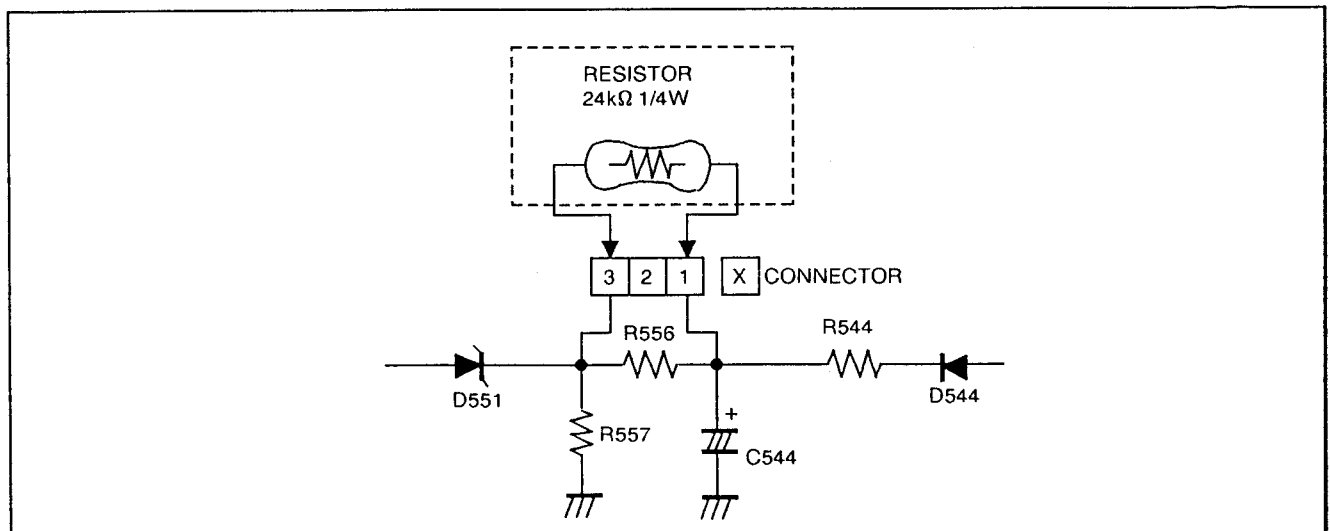 RESISTOR
24kΩ 1/4W
3 2 1 X CONNECTOR
R556
R544
D551
D544
R557
+
C544